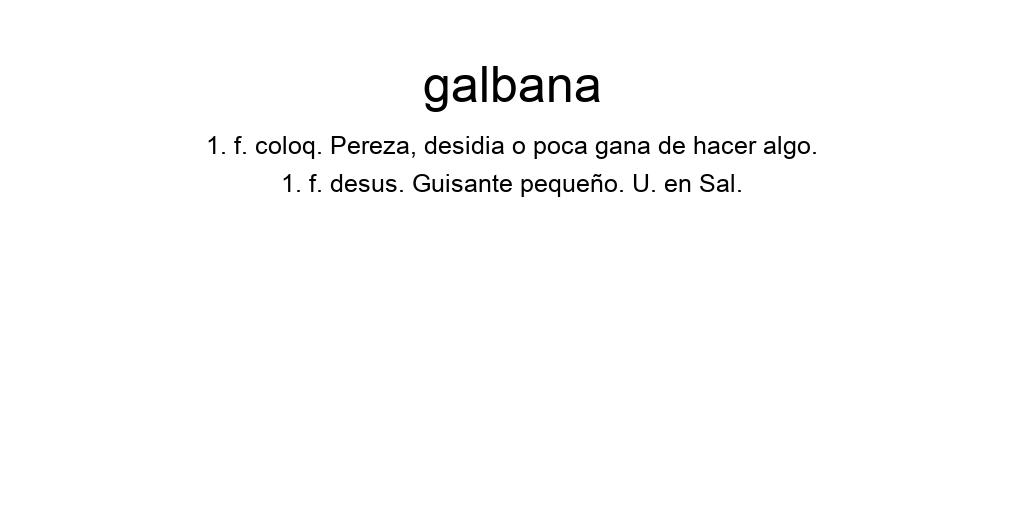 galbana
1. f. coloq. Pereza, desidia o poca gana de hacer algo.
1. f. desus. Guisante pequeño. U. en Sal.